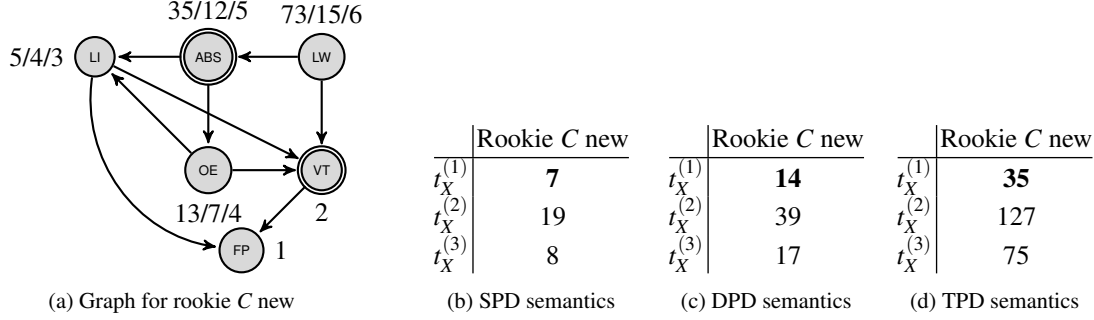 35/12/5 73/15/6
5/4/3 LI ABS LW
OE VT
13/7/4 2
FP 1
(a) Graph for rookie C new
Rookie C new
t_X^{(1)} 7
t_X^{(2)} 19
t_X^{(3)} 8
(b) SPD semantics
Rookie C new
t_X^{(1)} 14
t_X^{(2)} 39
t_X^{(3)} 17
(c) DPD semantics
Rookie C new
t_X^{(1)} 35
t_X^{(2)} 127
t_X^{(3)} 75
(d) TPD semantics